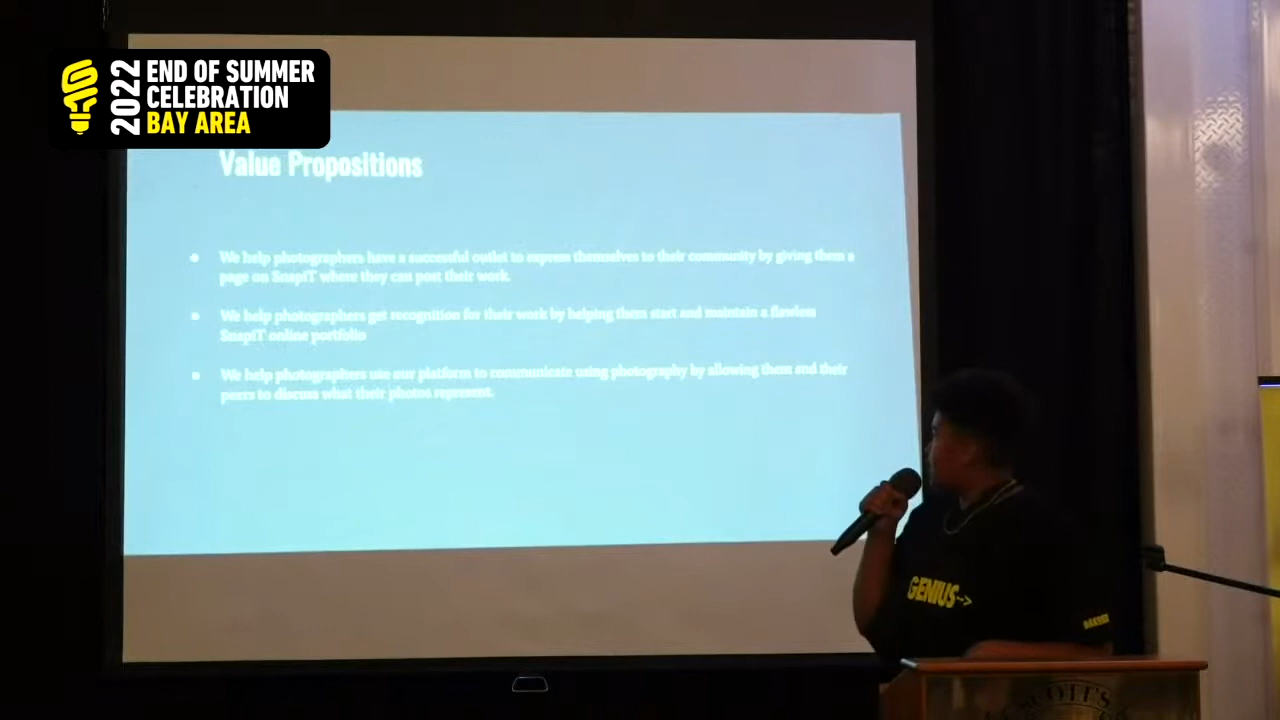 2022
END OF SUMMER
CELEBRATION
BAY AREA
Value Propositions
● We help photographers have a successful outlet to express themselves to their community by giving them a
page on SnapIT where they can post their work.
● We help photographers get recognition for their work by helping them start and maintain a flawless
SnapIT online portfolio
● We help photographers use our platform to communicate using photography by allowing them and their
peers to discuss what their photos represent.
GENIUS